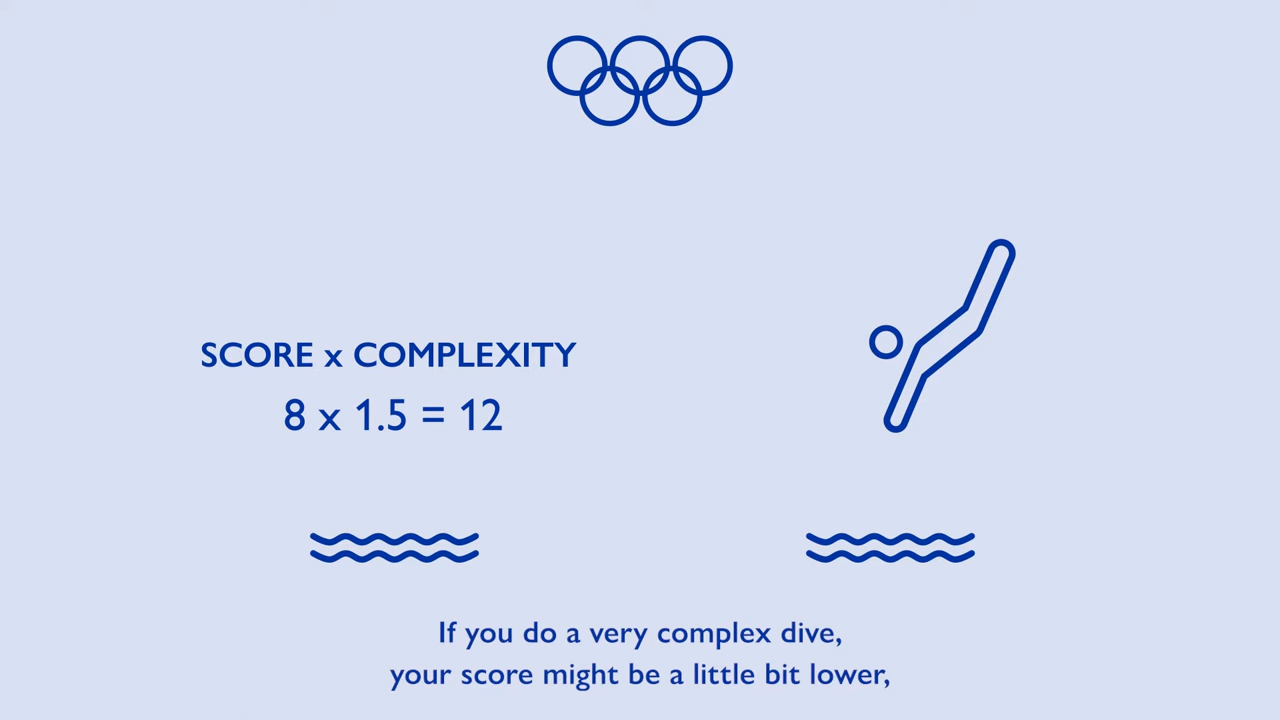 SCORE x COMPLEXITY
8 x 1.5 = 12
If you do a very complex dive,
your score might be a little bit lower,